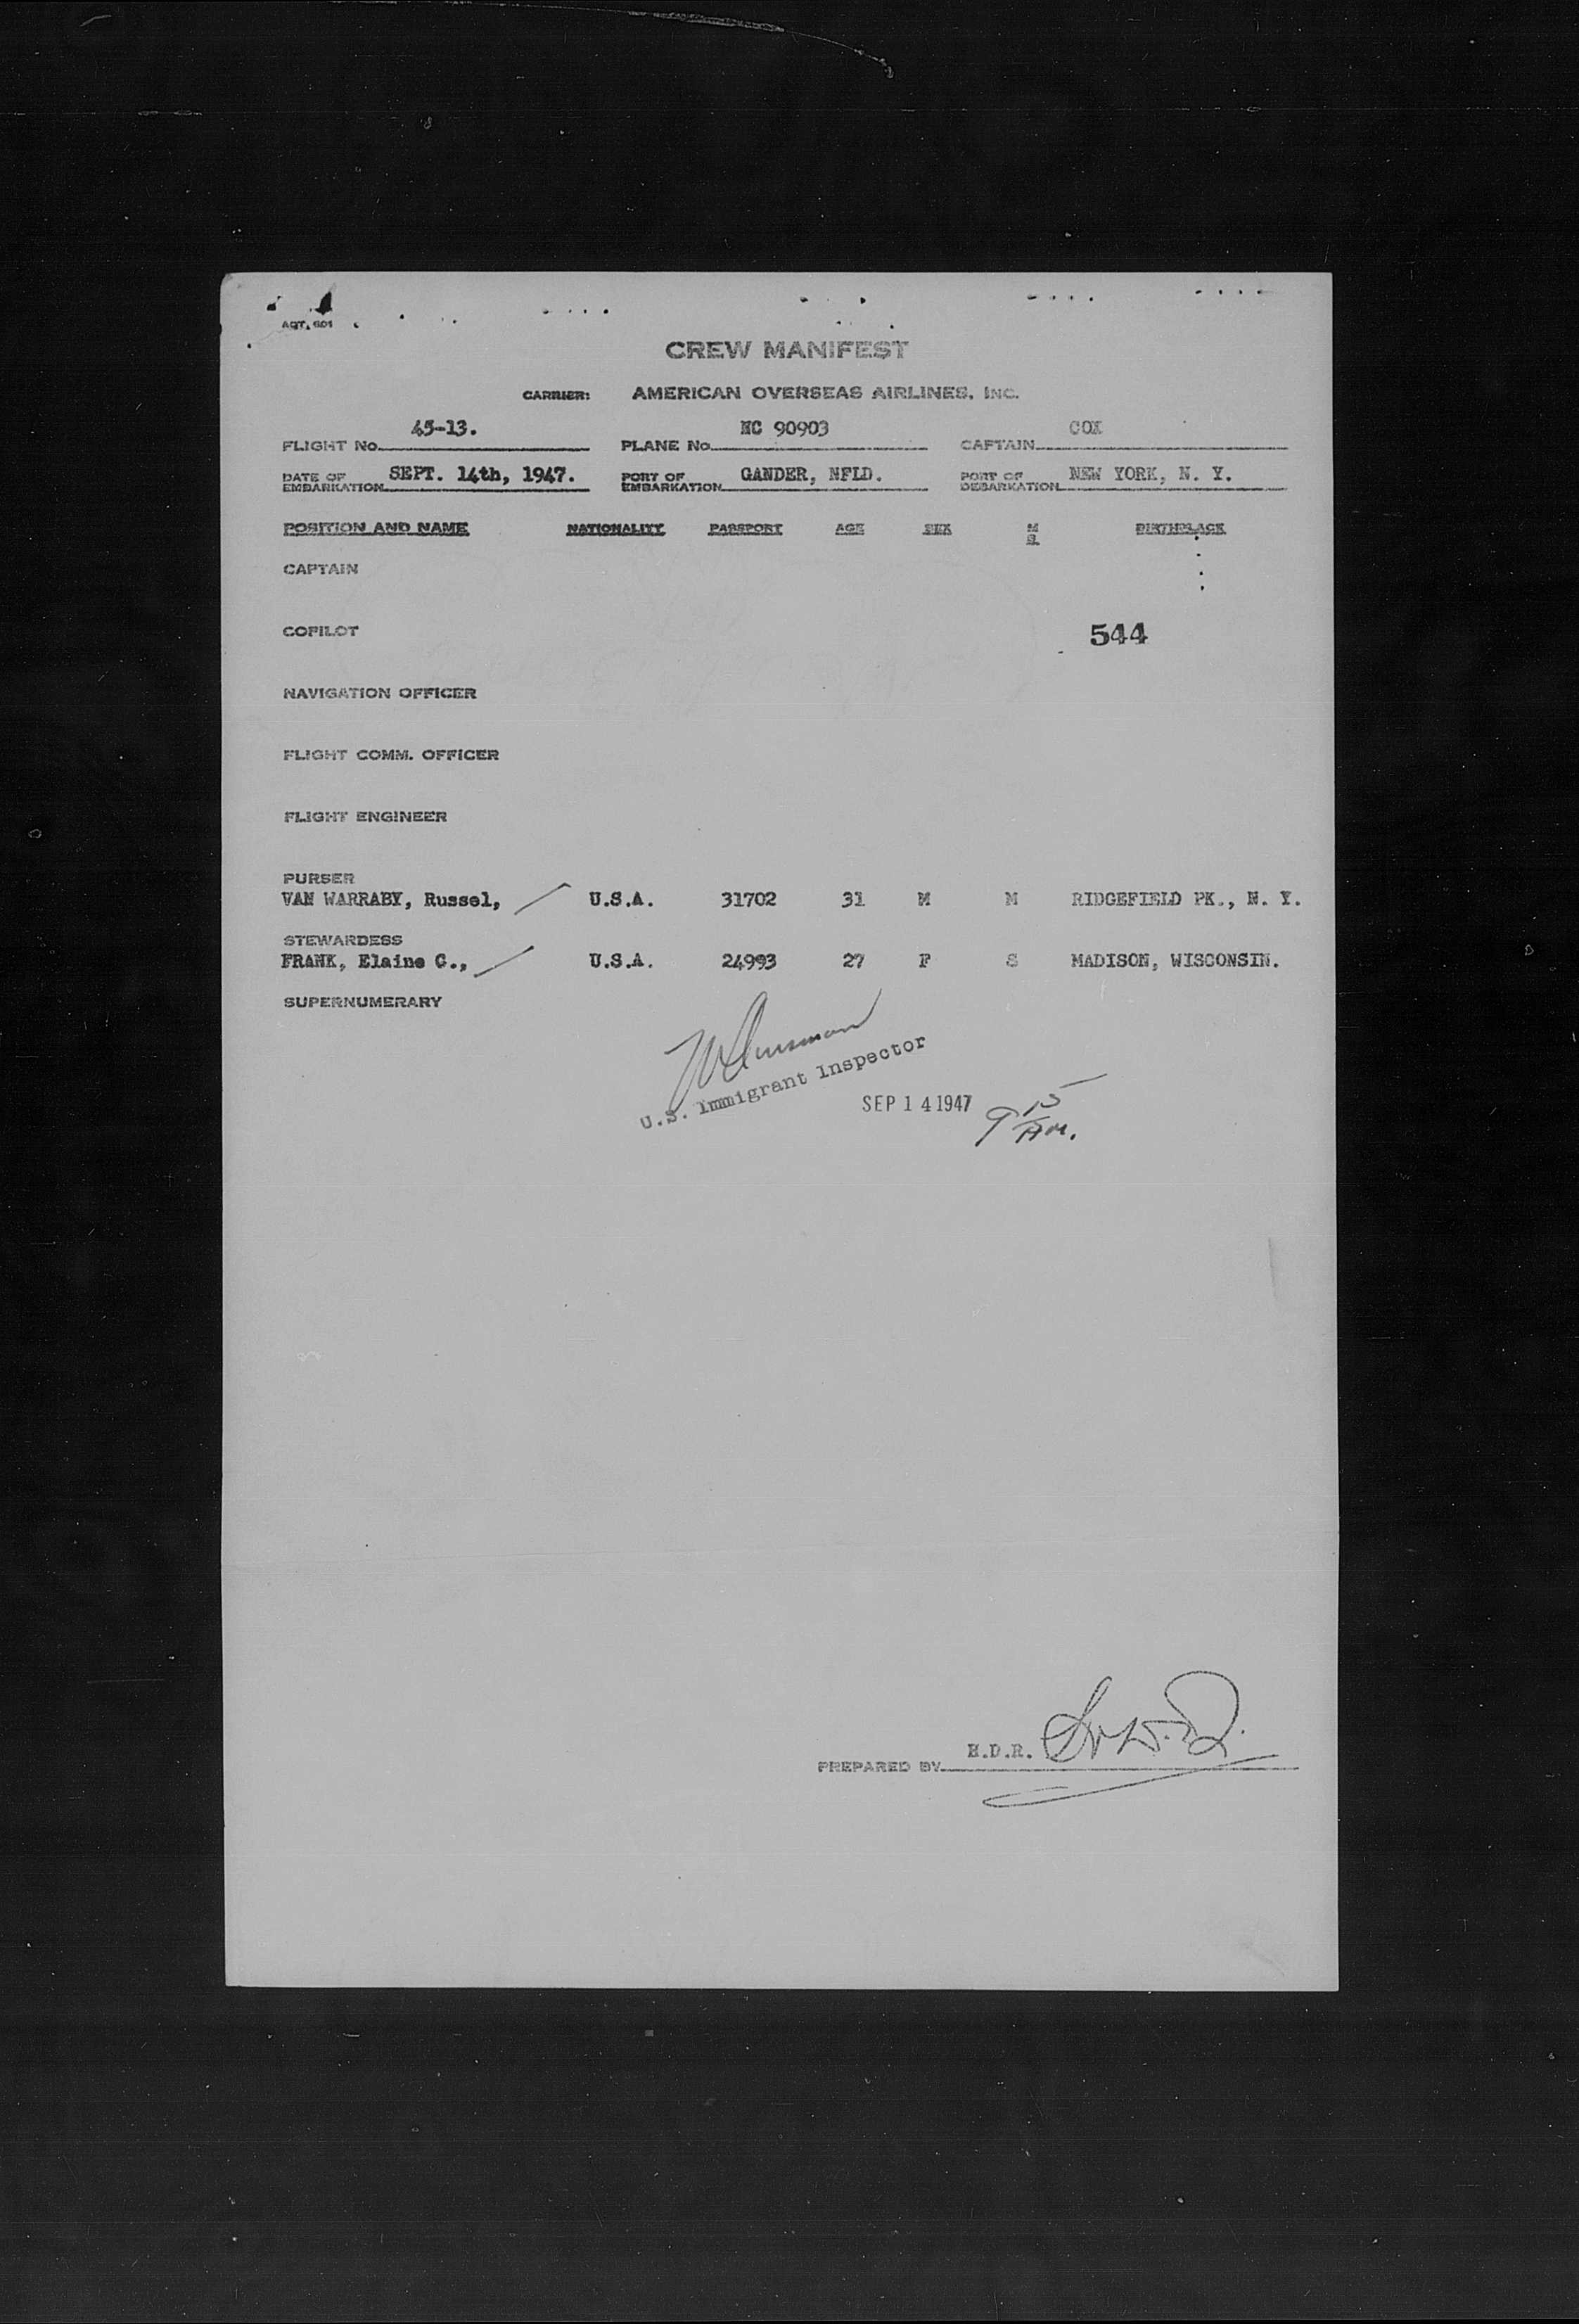 AOT. 601
CREW MANIFEST
CARRIER: AMERICAN OVERSEAS AIRLINES, INC.
FLIGHT No. 45-13. PLANE No. NC 90903 CAPTAIN COX
DATE OF EMBARKATION SEPT. 14th, 1947. PORT OF EMBARKATION GANDER, NFLD. PORT OF DEBARKATION NEW YORK, N. Y.
POSITION AND NAME NATIONALITY PASSPORT AGE SEX M S BIRTHPLACE
CAPTAIN
COPILOT 544
NAVIGATION OFFICER
FLIGHT COMM. OFFICER
FLIGHT ENGINEER
PURSER
VAN WARRABY, Russel, U.S.A. 31702 31 M M RIDGEFIELD PK., N. Y.
STEWARDESS
FRANK, Elaine C., U.S.A. 24993 27 F S MADISON, WISCONSIN.
SUPERNUMERARY
U.S. Immigrant Inspector
SEP 14 1947 9 15 AM.
PREPARED BY H.D.R.